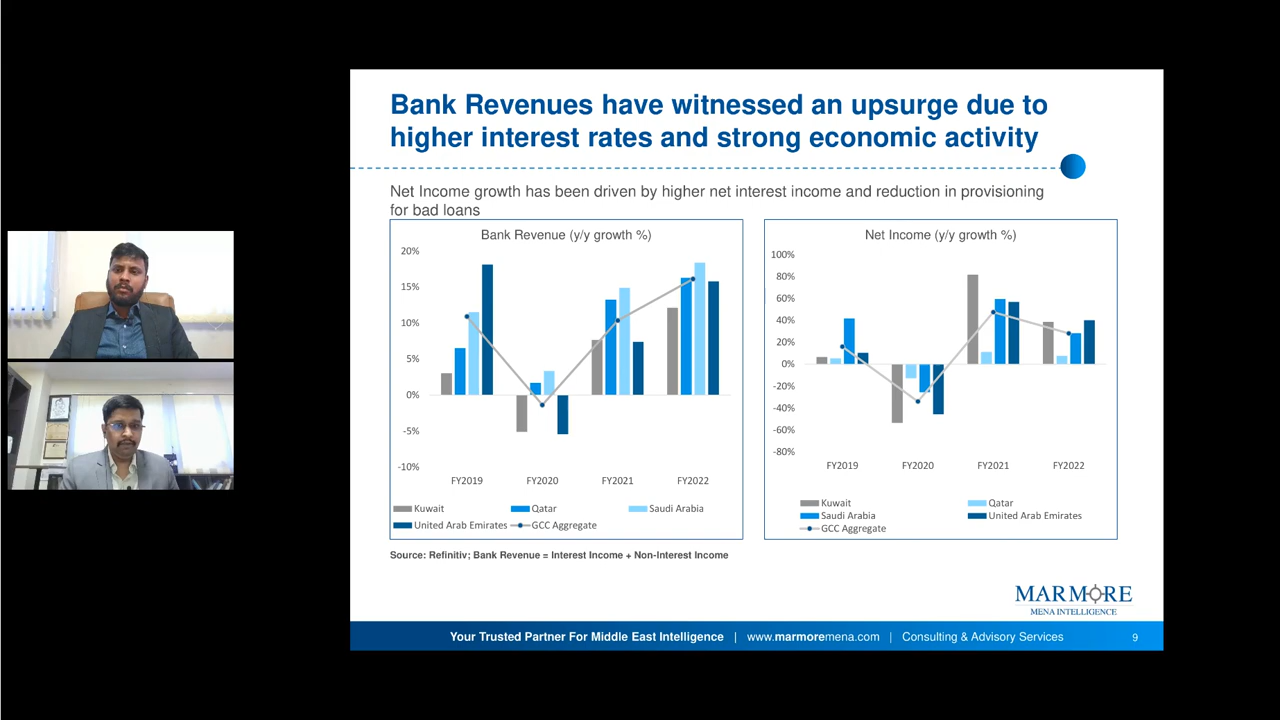 Bank Revenues have witnessed an upsurge due to
higher interest rates and strong economic activity
Net Income growth has been driven by higher net interest income and reduction in provisioning
for bad loans
Bank Revenue (y/y growth %)
20%
15%
10%
5%
0%
-5%
-10%
FY2019 FY2020 FY2021 FY2022
Kuwait Qatar Saudi Arabia
United Arab Emirates GCC Aggregate
Net Income (y/y growth %)
100%
80%
60%
40%
20%
0%
-20%
-40%
-60%
-80%
FY2019 FY2020 FY2021 FY2022
Kuwait Qatar
Saudi Arabia United Arab Emirates
GCC Aggregate
Source: Refinitiv; Bank Revenue = Interest Income + Non-Interest Income
MARMORE
MENA INTELLIGENCE
Your Trusted Partner For Middle East Intelligence | www.marmoremena.com | Consulting & Advisory Services 9